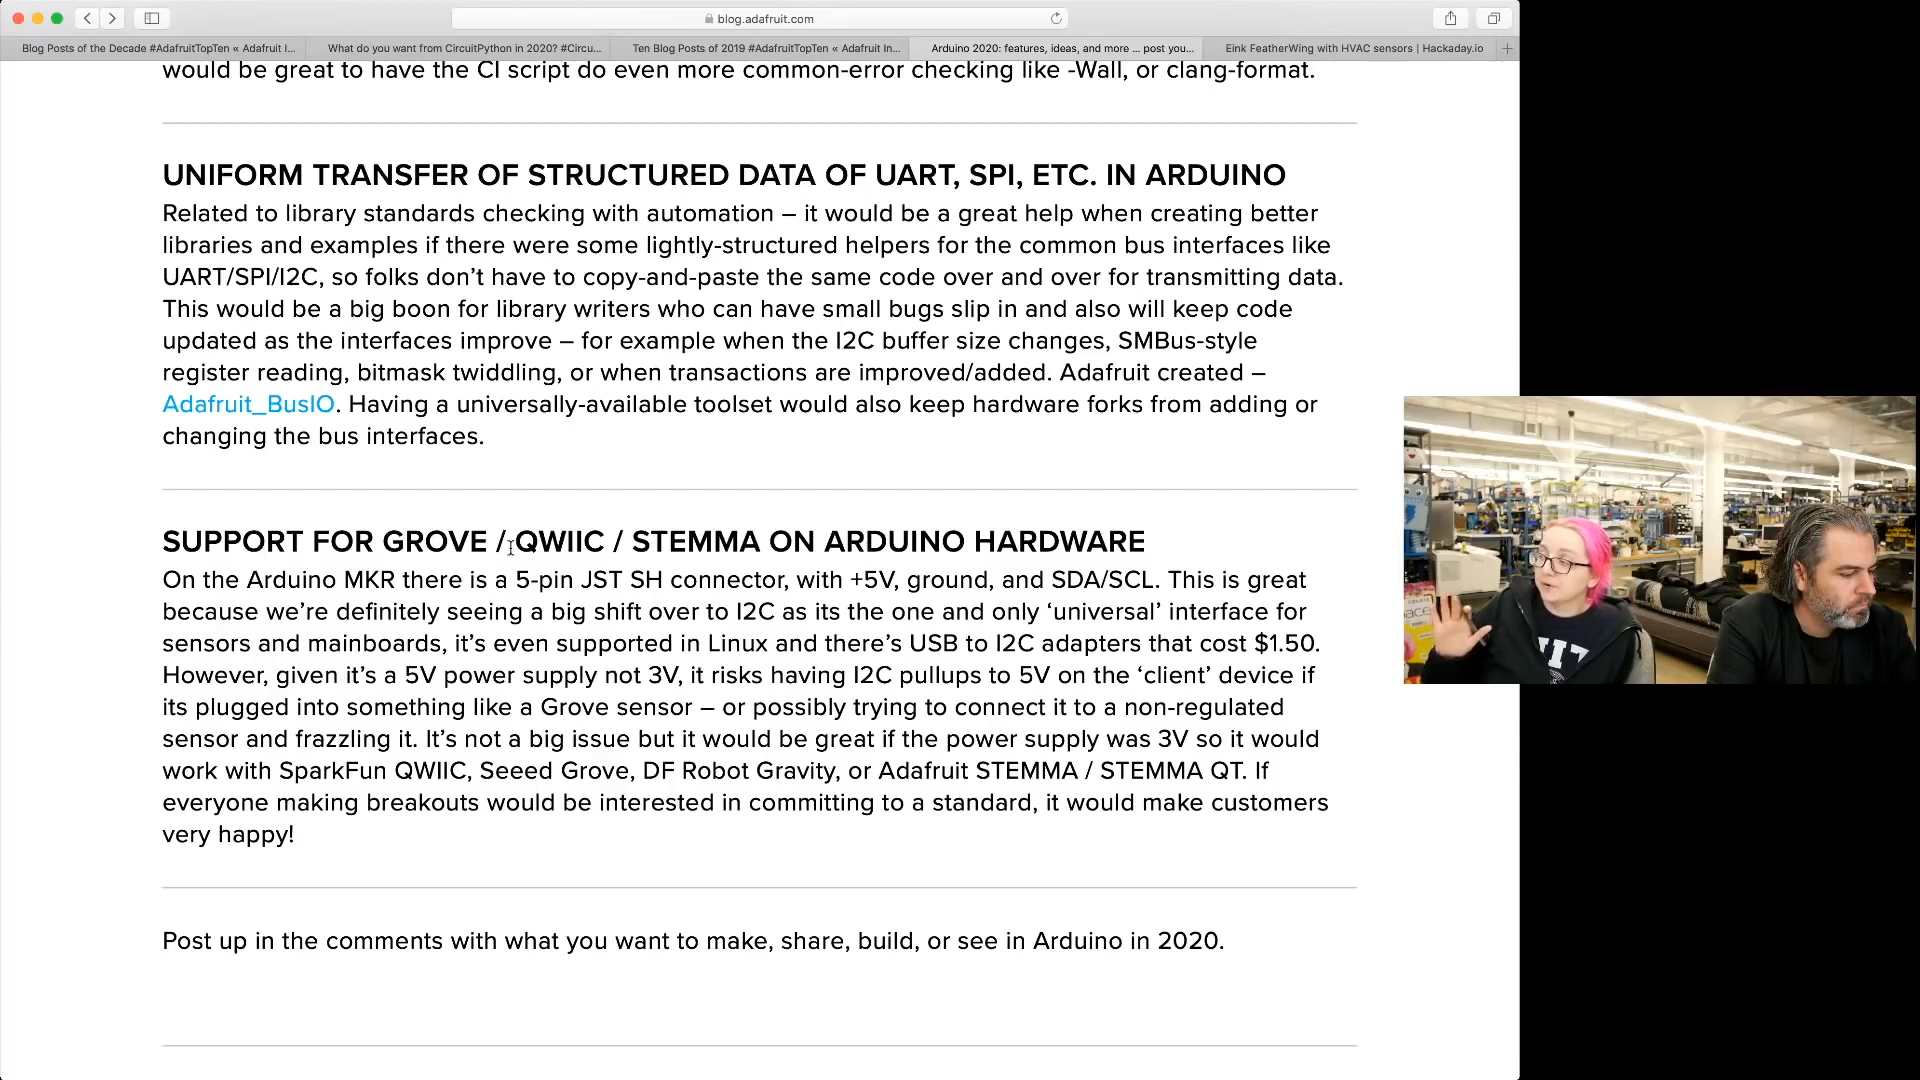 blog.adafruit.com
Blog Posts of the Decade #AdafruitTopTen « Adafruit I...
What do you want from CircuitPython in 2020? #Circu...
Ten Blog Posts of 2019 #AdafruitTopTen « Adafruit In...
Arduino 2020: features, ideas, and more ... post you...
Eink FeatherWing with HVAC sensors | Hackaday.io
would be great to have the CI script do even more common-error checking like -Wall, or clang-format.
UNIFORM TRANSFER OF STRUCTURED DATA OF UART, SPI, ETC. IN ARDUINO
Related to library standards checking with automation – it would be a great help when creating better
libraries and examples if there were some lightly-structured helpers for the common bus interfaces like
UART/SPI/I2C, so folks don’t have to copy-and-paste the same code over and over for transmitting data.
This would be a big boon for library writers who can have small bugs slip in and also will keep code
updated as the interfaces improve – for example when the I2C buffer size changes, SMBus-style
register reading, bitmask twiddling, or when transactions are improved/added. Adafruit created –
Adafruit_BusIO. Having a universally-available toolset would also keep hardware forks from adding or
changing the bus interfaces.
SUPPORT FOR GROVE / QWIIC / STEMMA ON ARDUINO HARDWARE
On the Arduino MKR there is a 5-pin JST SH connector, with +5V, ground, and SDA/SCL. This is great
because we’re definitely seeing a big shift over to I2C as its the one and only ‘universal’ interface for
sensors and mainboards, it’s even supported in Linux and there’s USB to I2C adapters that cost $1.50.
However, given it’s a 5V power supply not 3V, it risks having I2C pullups to 5V on the ‘client’ device if
its plugged into something like a Grove sensor – or possibly trying to connect it to a non-regulated
sensor and frazzling it. It’s not a big issue but it would be great if the power supply was 3V so it would
work with SparkFun QWIIC, Seeed Grove, DF Robot Gravity, or Adafruit STEMMA / STEMMA QT. If
everyone making breakouts would be interested in committing to a standard, it would make customers
very happy!
Post up in the comments with what you want to make, share, build, or see in Arduino in 2020.